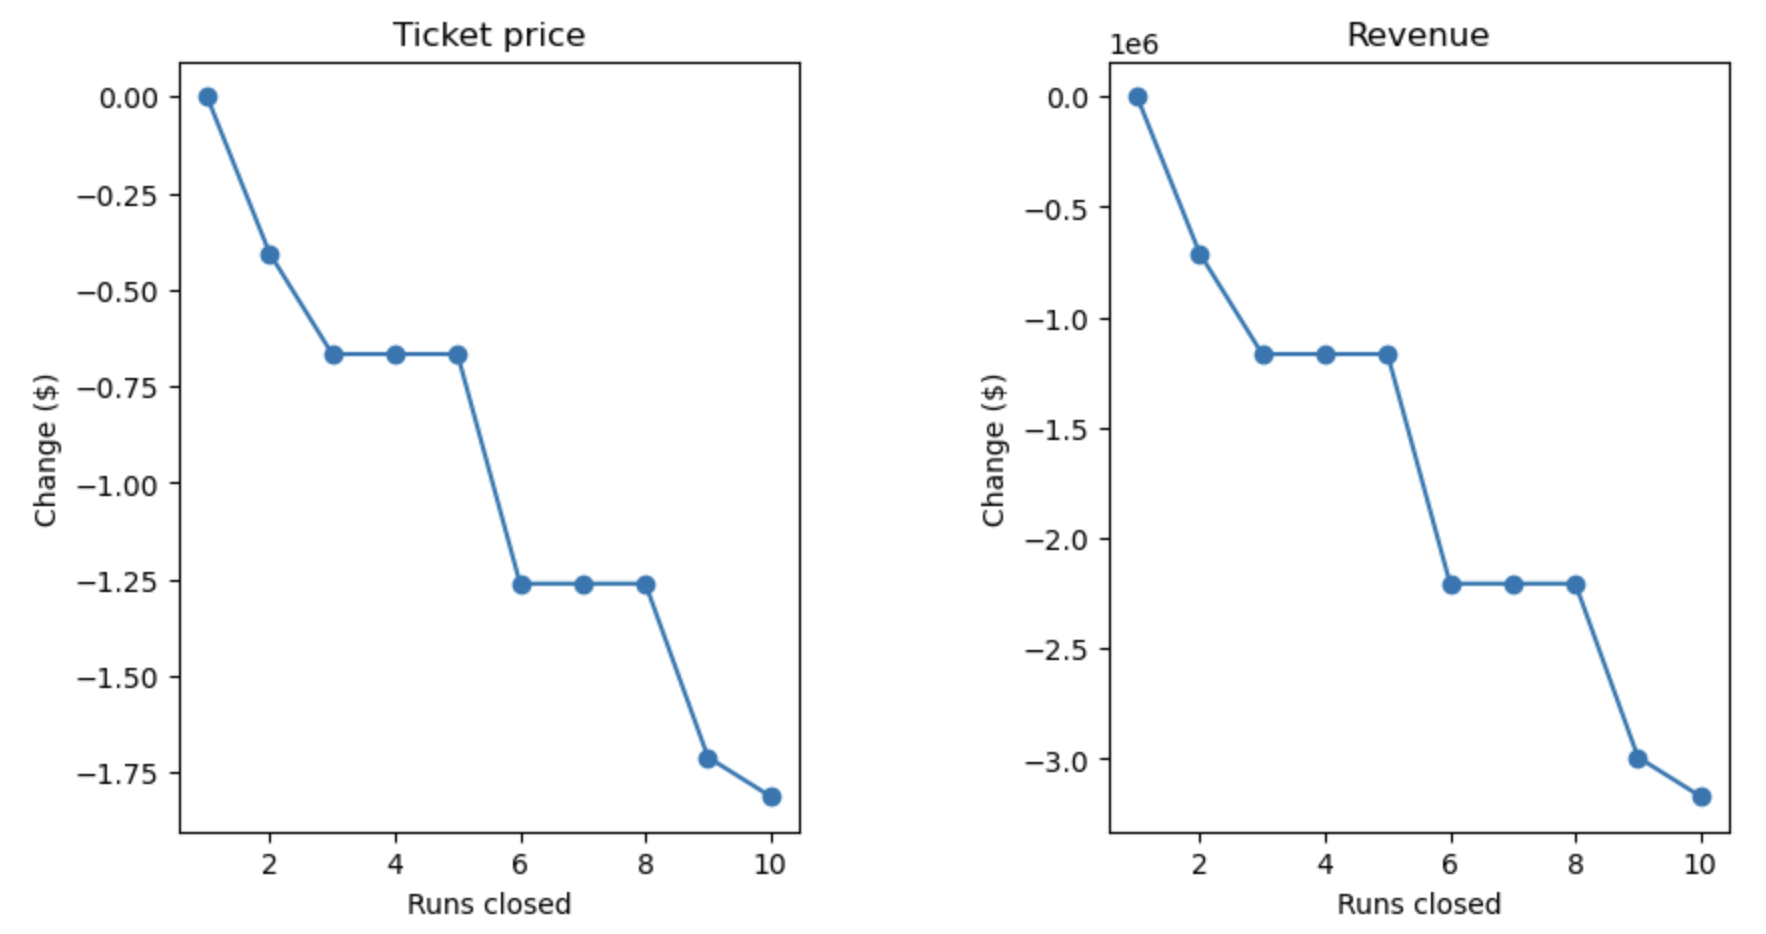 Ticket price
0.00
−0.25
−0.50
−0.75
−1.00
−1.25
−1.50
−1.75
Change ($)
2 4 6 8 10
Runs closed
Revenue
1e6
0.0
−0.5
−1.0
−1.5
−2.0
−2.5
−3.0
Change ($)
2 4 6 8 10
Runs closed